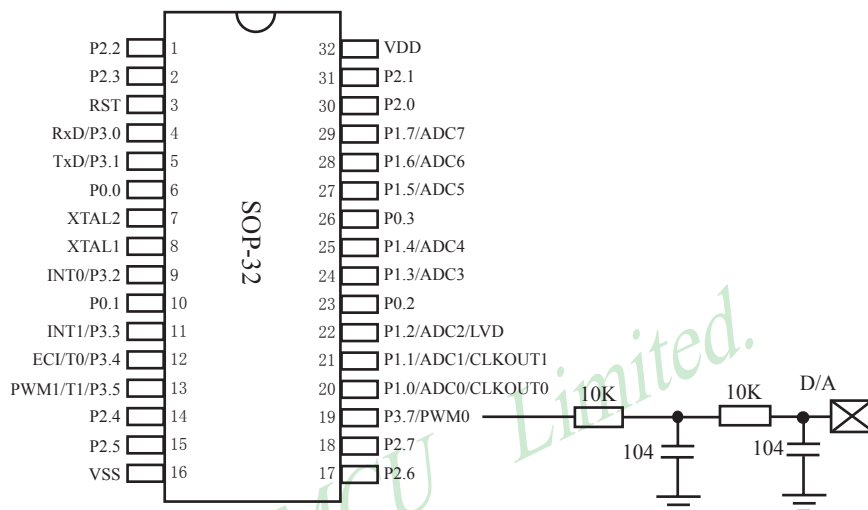 P2.2 1 32 VDD
P2.3 2 31 P2.1
RST 3 30 P2.0
RxD/P3.0 4 29 P1.7/ADC7
TxD/P3.1 5 28 P1.6/ADC6
P0.0 6 27 P1.5/ADC5
XTAL2 7 26 P0.3
XTAL1 8 25 P1.4/ADC4
INT0/P3.2 9 24 P1.3/ADC3
P0.1 10 23 P0.2
INT1/P3.3 11 22 P1.2/ADC2/LVD
ECI/T0/P3.4 12 21 P1.1/ADC1/CLKOUT1
PWM1/T1/P3.5 13 20 P1.0/ADC0/CLKOUT0
P2.4 14 19 P3.7/PWM0
P2.5 15 18 P2.7
VSS 16 17 P2.6
SOP-32
10K 10K D/A
104 104
MCU Limited.